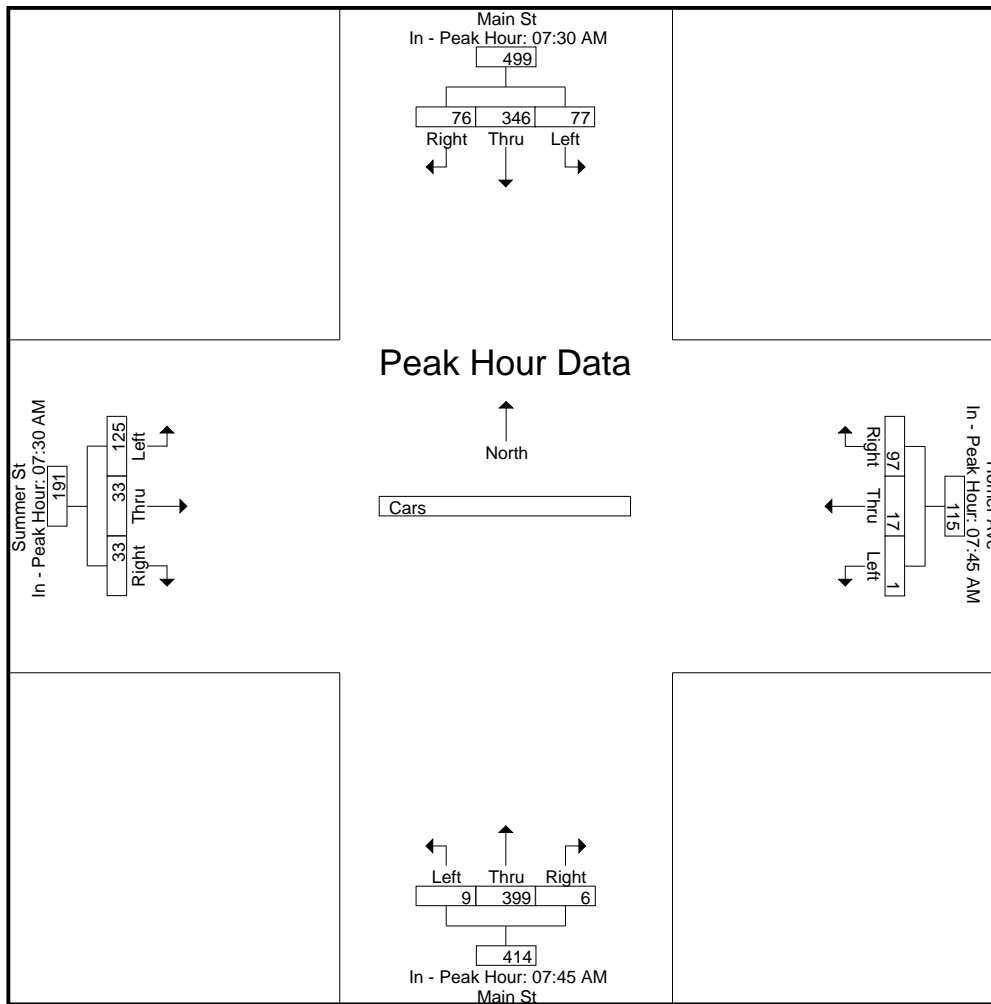 Main St
In - Peak Hour: 07:30 AM
499
76 346 77
Right Thru Left
Peak Hour Data
North
Cars
Summer St
In - Peak Hour: 07:30 AM
191
125 33 33
Left Thru Right
In - Peak Hour: 07:45 AM
115
97 17 1
Right Thru Left
Left Thru Right
9 399 6
414
In - Peak Hour: 07:45 AM
Main St